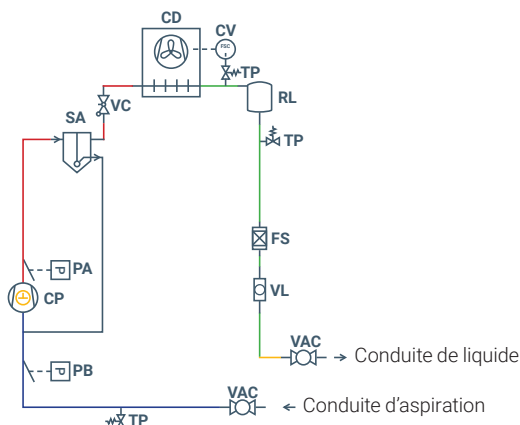 CD
CV
FSC
TP
RL
VC
SA
TP
PA
P
FS
CP
VL
VAC
Conduite de liquide
PB
P
VAC
Conduite d’aspiration
TP